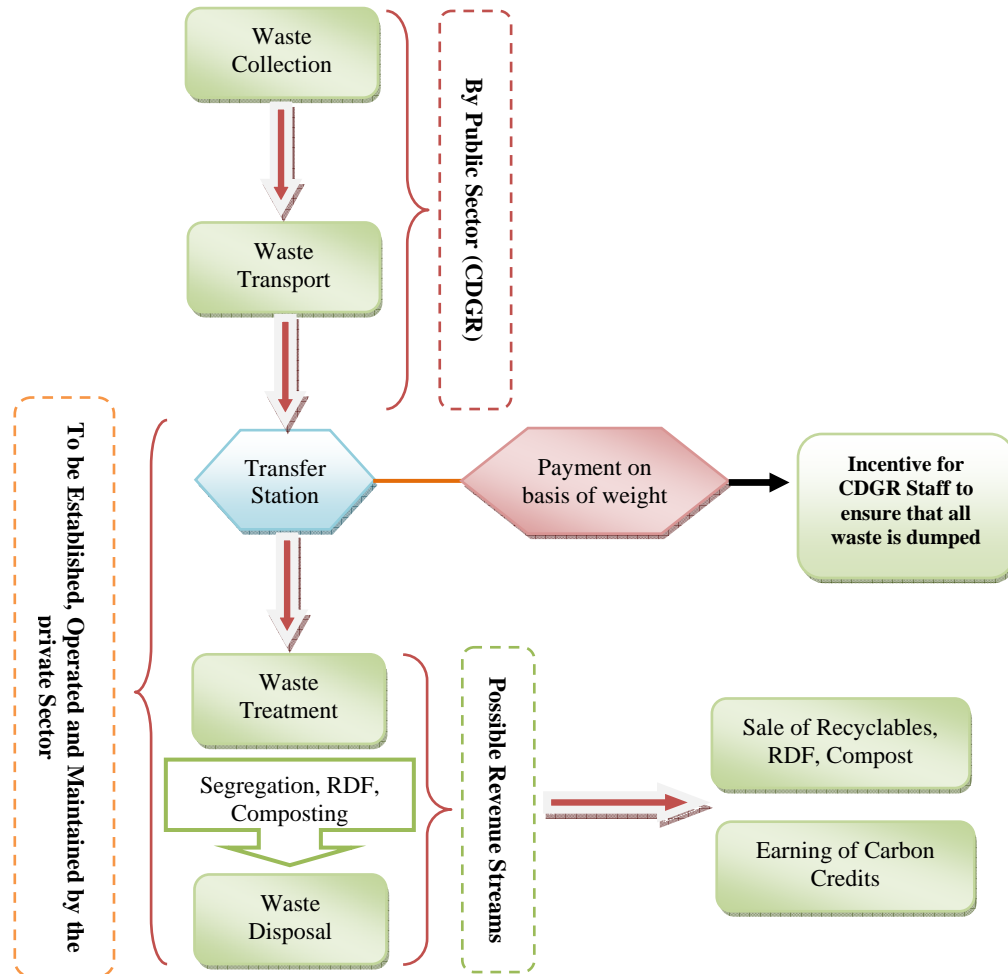 Waste
Collection
By Public Sector (CDGR)
Waste
Transport
To be Established, Operated and Maintained by the
private Sector
Transfer
Station
Payment on
basis of weight
Incentive for
CDGR Staff to
ensure that all
waste is dumped
Waste
Treatment
Segregation, RDF,
Composting
Waste
Disposal
Possible Revenue Streams
Sale of Recyclables,
RDF, Compost
Earning of Carbon
Credits